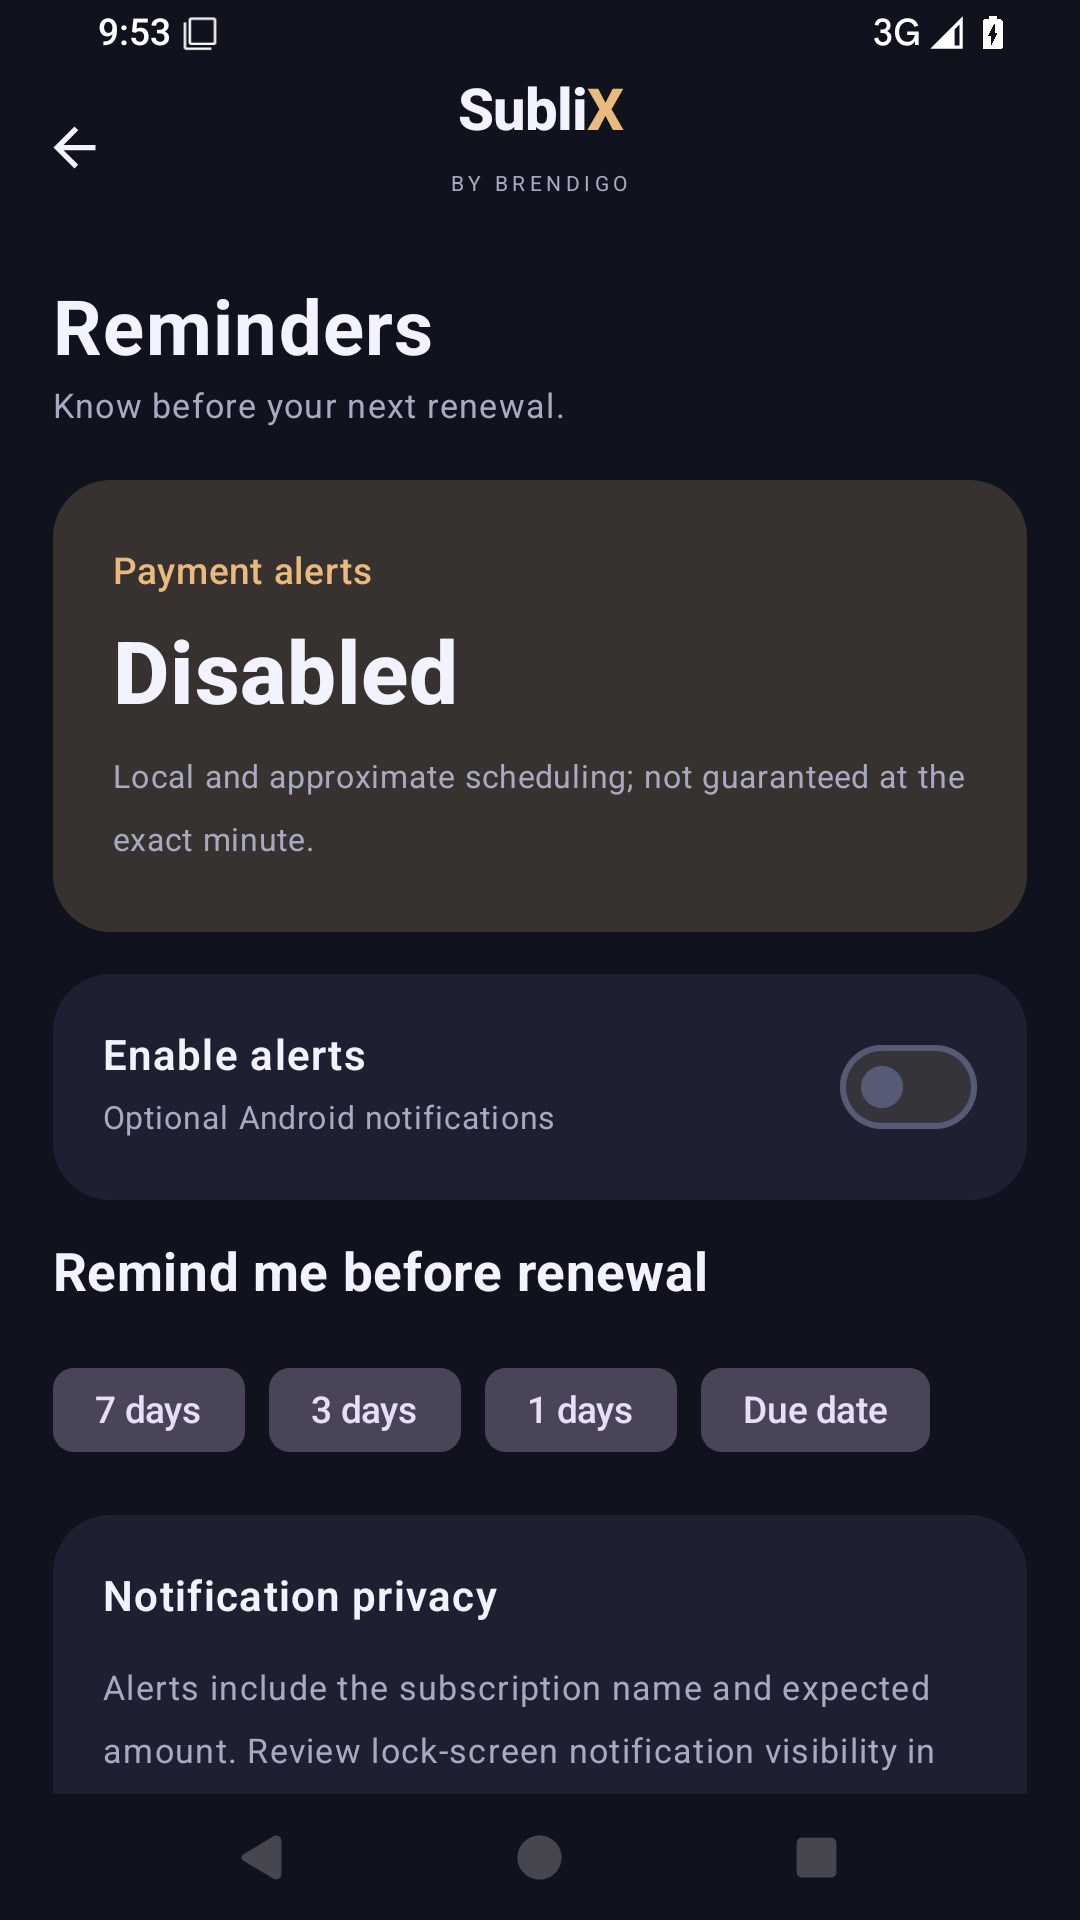 9:53
3G
SubliX
BY BRENDIGO
Reminders
Know before your next renewal.
Payment alerts
Disabled
Local and approximate scheduling; not guaranteed at the
exact minute.
Enable alerts
Optional Android notifications
Remind me before renewal
7 days
3 days
1 days
Due date
Notification privacy
Alerts include the subscription name and expected
amount. Review lock-screen notification visibility in